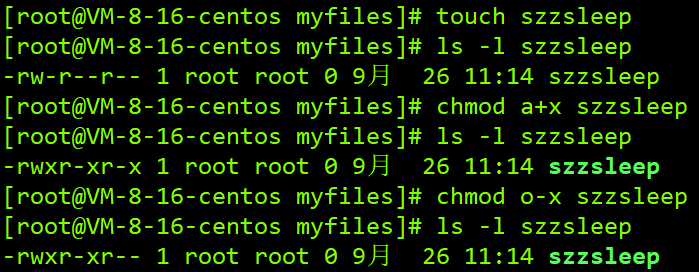 [root@VM-8-16-centos myfiles]# touch szzsleep
[root@VM-8-16-centos myfiles]# ls -l szzsleep
-rw-r--r-- 1 root root 0 9月  26 11:14 szzsleep
[root@VM-8-16-centos myfiles]# chmod a+x szzsleep
[root@VM-8-16-centos myfiles]# ls -l szzsleep
-rwxr-xr-x 1 root root 0 9月  26 11:14 szzsleep
[root@VM-8-16-centos myfiles]# chmod o-x szzsleep
[root@VM-8-16-centos myfiles]# ls -l szzsleep
-rwxr-xr-- 1 root root 0 9月  26 11:14 szzsleep